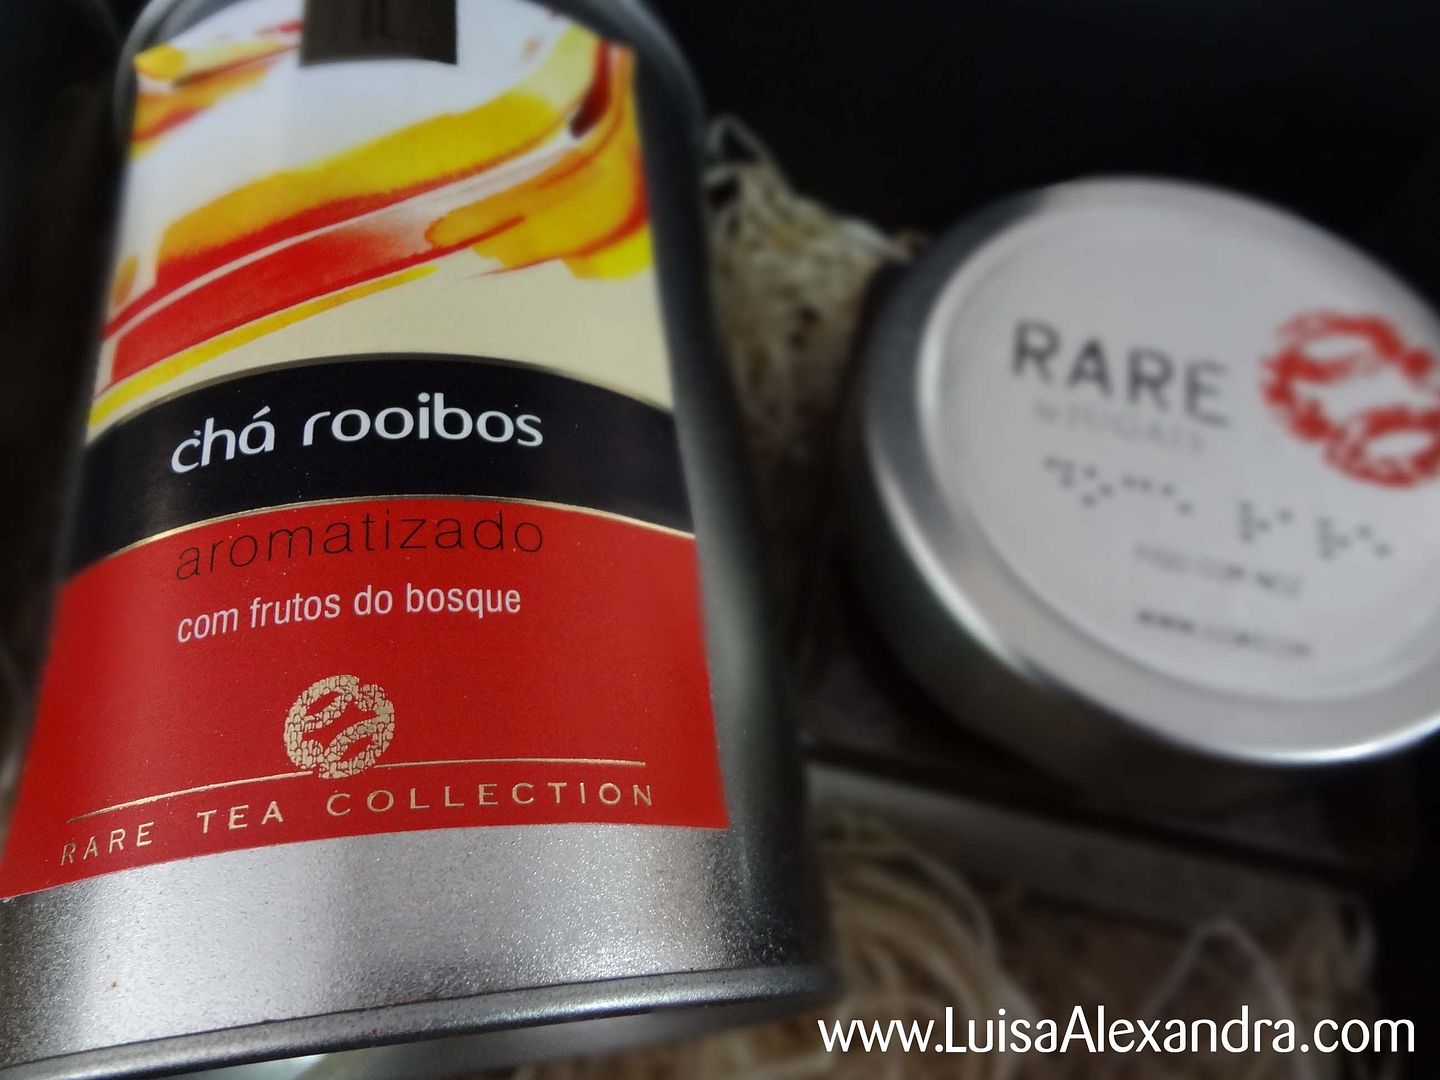 chá rooibos
aromatizado
com frutos do bosque
RARE TEA COLLECTION
RARE
www.LuisaAlexandra.com